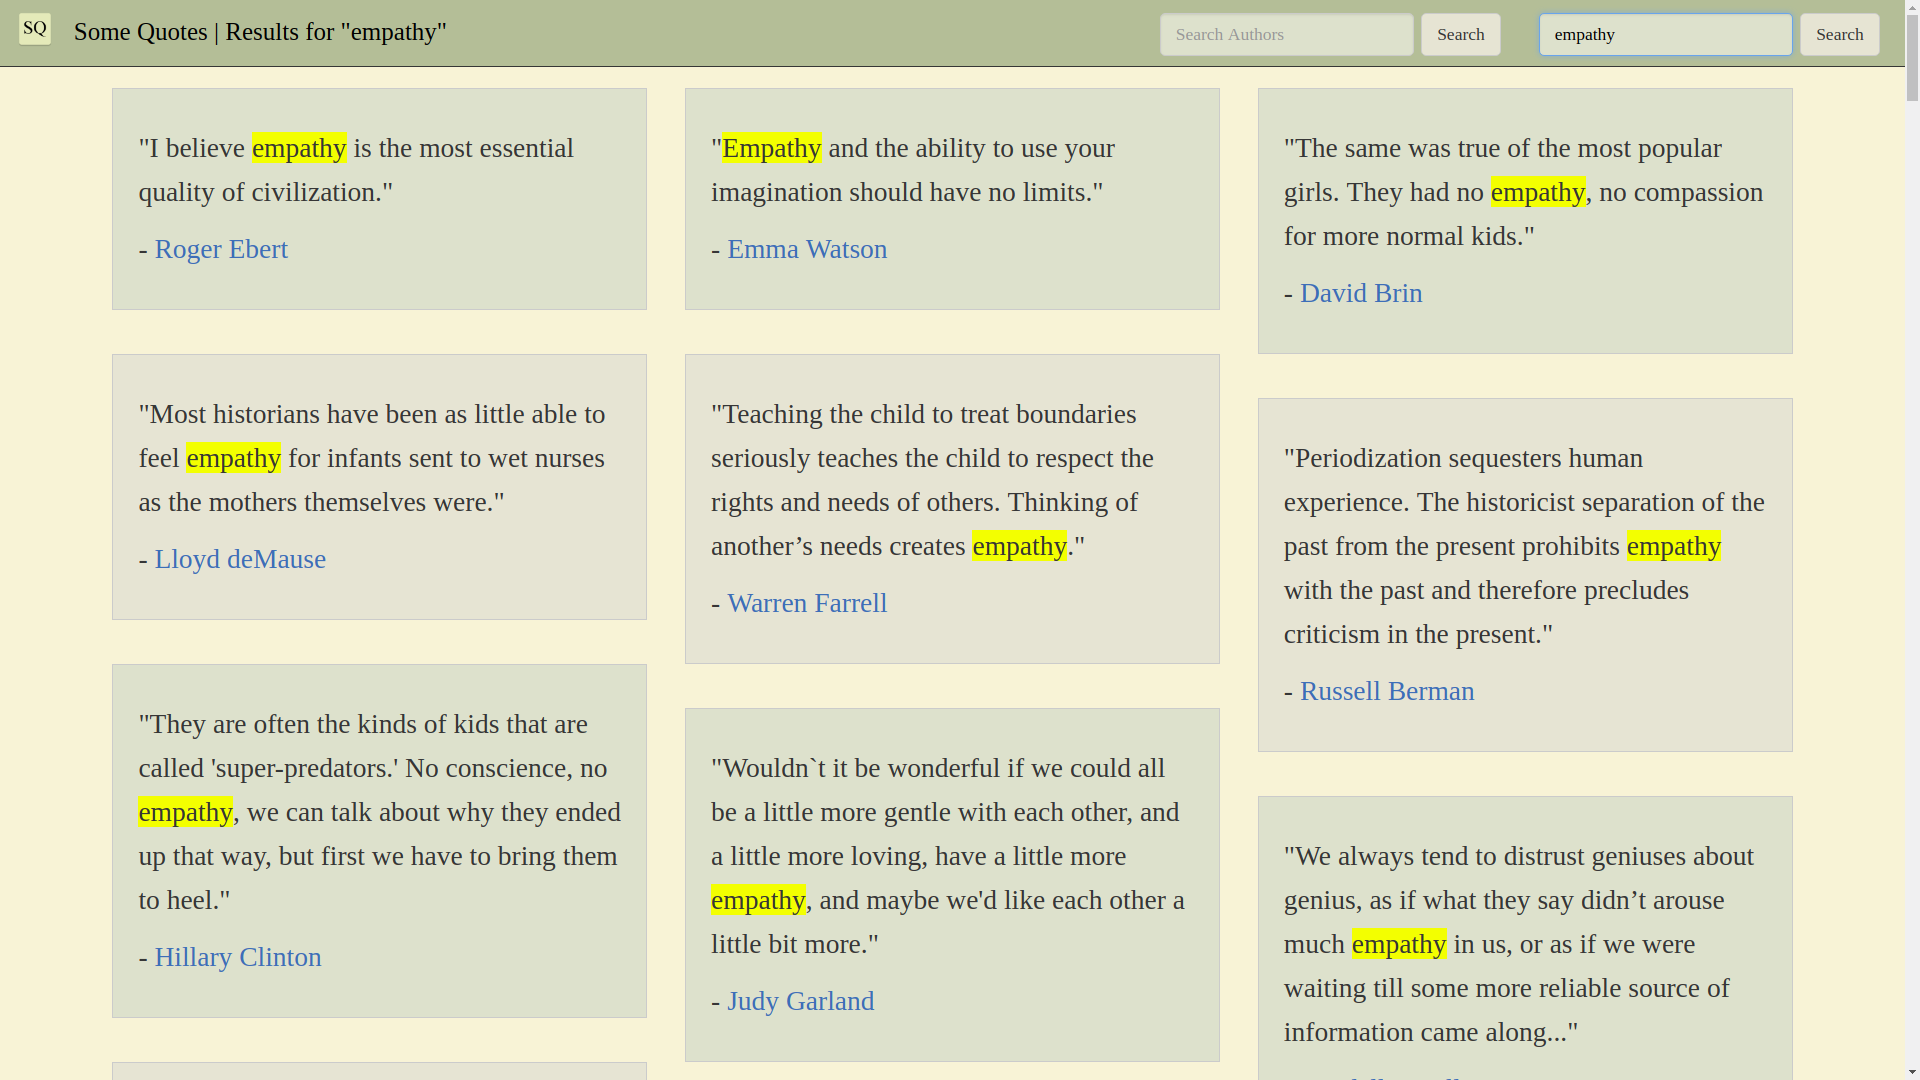 SQ Some Quotes | Results for "empathy" Search Authors Search empathy Search
"I believe empathy is the most essential
quality of civilization."
- Roger Ebert
"Empathy and the ability to use your
imagination should have no limits."
- Emma Watson
"The same was true of the most popular
girls. They had no empathy, no compassion
for more normal kids."
- David Brin
"Most historians have been as little able to
feel empathy for infants sent to wet nurses
as the mothers themselves were."
- Lloyd deMause
"Teaching the child to treat boundaries
seriously teaches the child to respect the
rights and needs of others. Thinking of
another’s needs creates empathy."
- Warren Farrell
"Periodization sequesters human
experience. The historicist separation of the
past from the present prohibits empathy
with the past and therefore precludes
criticism in the present."
- Russell Berman
"They are often the kinds of kids that are
called 'super-predators.' No conscience, no
empathy, we can talk about why they ended
up that way, but first we have to bring them
to heel."
- Hillary Clinton
"Wouldn`t it be wonderful if we could all
be a little more gentle with each other, and
a little more loving, have a little more
empathy, and maybe we'd like each other a
little bit more."
- Judy Garland
"We always tend to distrust geniuses about
genius, as if what they say didn’t arouse
much empathy in us, or as if we were
waiting till some more reliable source of
information came along..."